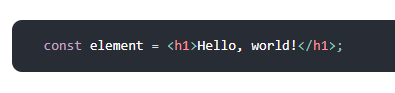 const element = <h1>Hello, world!</h1>;